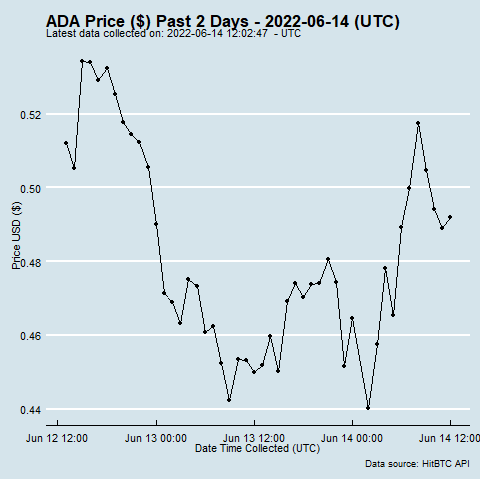 ADA Price ($) Past 2 Days - 2022-06-14 (UTC)
Latest data collected on: 2022-06-14 12:02:47  - UTC
Price USD ($)
0.52
0.50
0.48
0.46
0.44
Jun 12 12:00
Jun 13 00:00
Jun 13 12:00
Jun 14 00:00
Jun 14 12:00
Date Time Collected (UTC)
Data source: HitBTC API